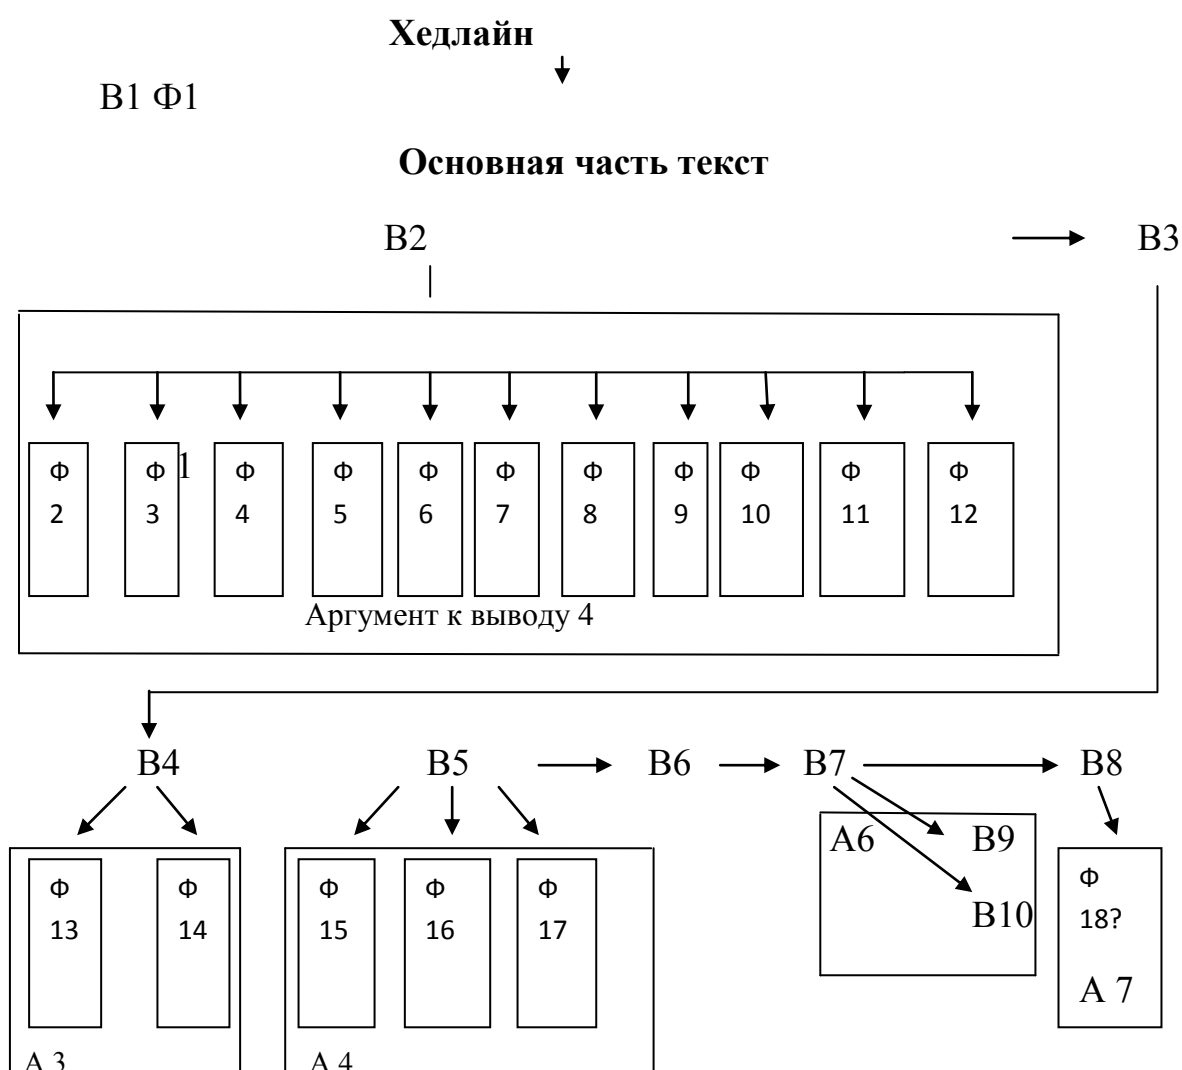 Хедлайн
В1 Ф1
Основная часть текст
В2 В3
Ф Ф 1 Ф Ф Ф Ф Ф Ф Ф Ф Ф
2 3 4 5 6 7 8 9 10 11 12
Аргумент к выводу 4
В4 В5 В6 В7 В8
А6 В9
Ф Ф Ф Ф Ф Ф
13 14 15 16 17 18?
В10
А 7
А 3 А 4